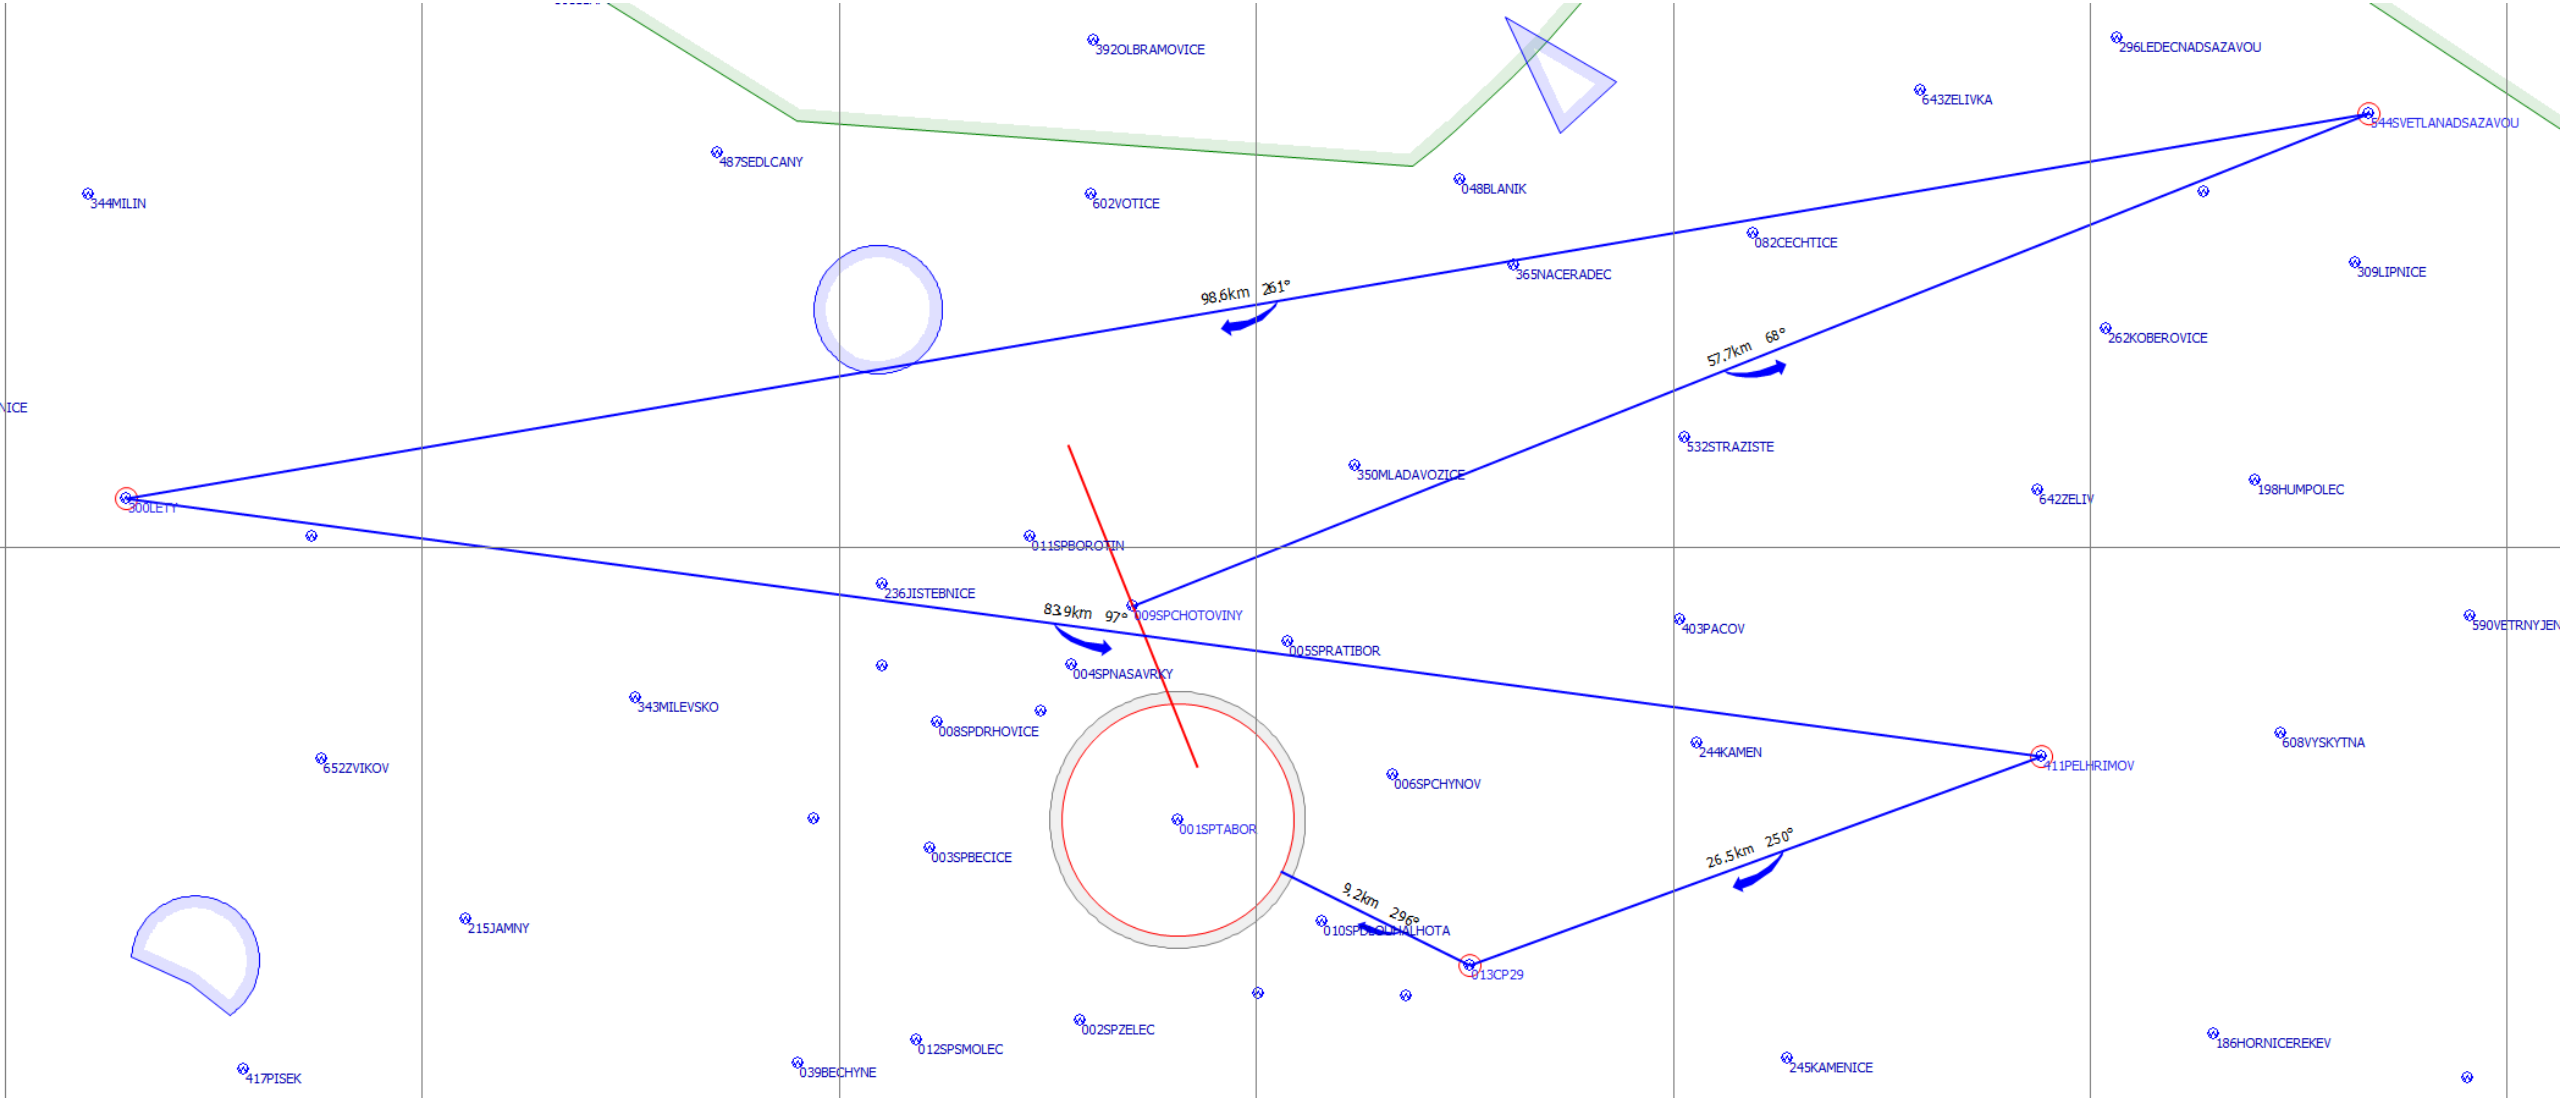 392OLBRAMOVICE
296LEDECNADSAZAVOU
643ZELIVKA
544SVETLANADSAZAVOU
487SEDLCANY
048BLANIK
344MILIN
602VOTICE
082CECHTICE
365NACERADEC
309LIPNICE
98.6km 261°
262KOBEROVICE
57.7km 68°
NICE
532STRAZISTE
350MLADAVOZICE
198HUMPOLEC
642ZELIV
300LETY
011SPBOROTIN
236JISTEBNICE
83.9km 97°
009SPCHOTOVINY
403PACOV
590VETRNYJEN
005SPRATIBOR
004SPNASAVRKY
343MILEVSKO
008SPDRHOVICE
608VYSKYTNA
244KAMEN
411PELHRIMOV
652ZVIKOV
006SPCHYNOV
001SPTABOR
26.5km 250°
003SPBECICE
9.2km 296°
215JAMNY
010SPDLOUHALHOTA
013CP29
002SPZELEC
012SPSMOLEC
186HORNICEREKEV
245KAMENICE
039BECHYNE
417PISEK